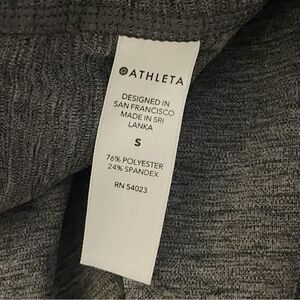 ATHLETA
DESIGNED IN
SAN FRANCISCO
MADE IN SRI
LANKA
S
76% POLYESTER
24% SPANDEX
RN 54023